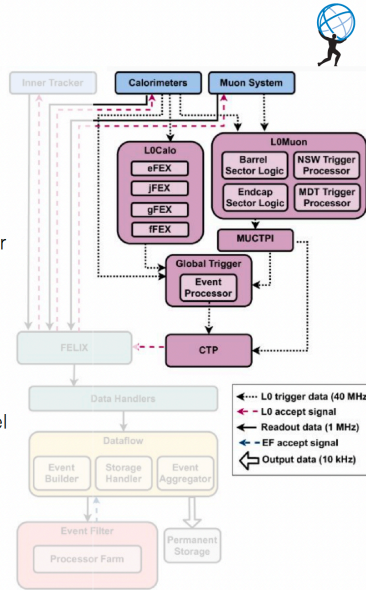 Inner Tracker
Calorimeters
Muon System
L0Calo
eFEX
jFEX
gFEX
fFEX
L0Muon
Barrel
Sector Logic
NSW Trigger
Processor
Endcap
Sector Logic
MDT Trigger
Processor
MUCTPI
Global Trigger
Event
Processor
FELIX
CTP
L0 trigger data (40 MHz
L0 accept signal
Readout data (1 MHz)
EF accept signal
Output data (10 kHz)
Data Handlers
Dataflow
Event
Builder
Storage
Handler
Event
Aggregator
Event Filter
Processor Farm
Permanent
Storage